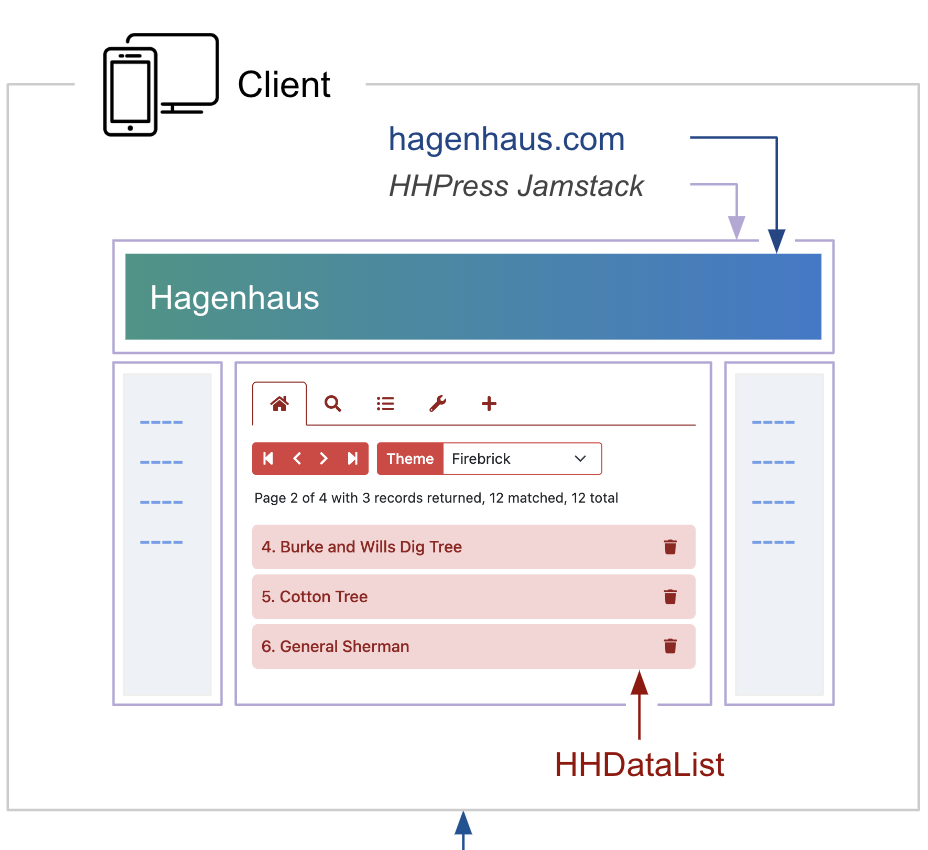 Client
hagenhaus.com
HHPress Jamstack
Hagenhaus
Theme Firebrick
Page 2 of 4 with 3 records returned, 12 matched, 12 total
4. Burke and Wills Dig Tree
5. Cotton Tree
6. General Sherman
HHDataList